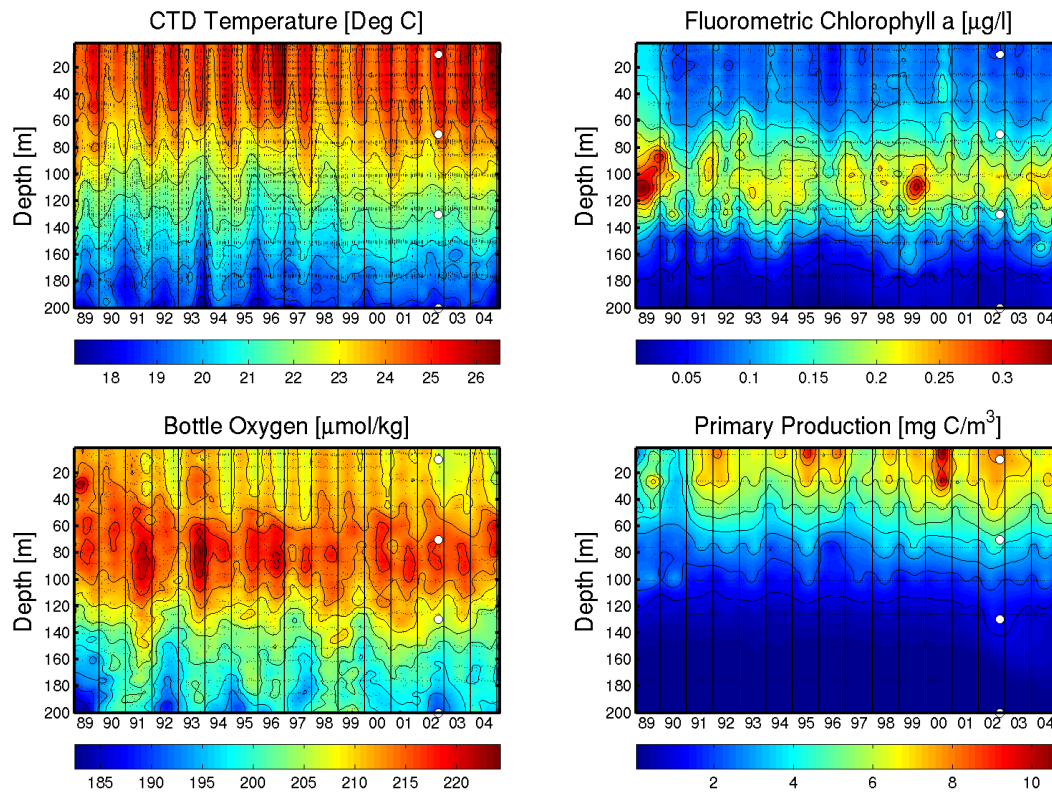 CTD Temperature [Deg C]
Depth [m]
20
40
60
80
100
120
140
160
180
200
89 90 91 92 93 94 95 96 97 98 99 00 01 02 03 04
18 19 20 21 22 23 24 25 26
Fluorometric Chlorophyll a [µg/l]
Depth [m]
20
40
60
80
100
120
140
160
180
200
89 90 91 92 93 94 95 96 97 98 99 00 01 02 03 04
0.05 0.1 0.15 0.2 0.25 0.3
Bottle Oxygen [µmol/kg]
Depth [m]
20
40
60
80
100
120
140
160
180
200
89 90 91 92 93 94 95 96 97 98 99 00 01 02 03 04
185 190 195 200 205 210 215 220
Primary Production [mg C/m³]
Depth [m]
20
40
60
80
100
120
140
160
180
200
89 90 91 92 93 94 95 96 97 98 99 00 01 02 03 04
2 4 6 8 10